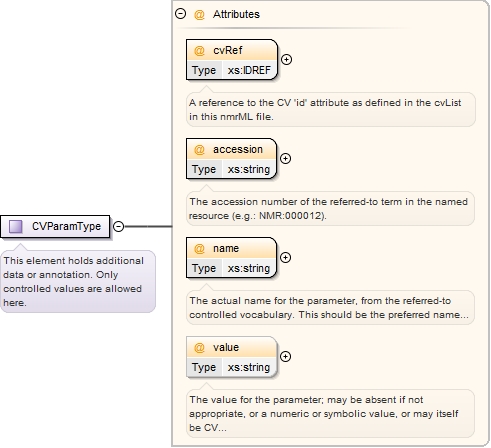 @ Attributes
@ cvRef
Type xs:IDREF
A reference to the CV 'id' attribute as defined in the cvList
in this nmrML file.
@ accession
Type xs:string
The accession number of the referred-to term in the named
resource (e.g.: NMR:000012).
CVParamType
This element holds additional
data or annotation. Only
controlled values are allowed
here.
@ name
Type xs:string
The actual name for the parameter, from the referred-to
controlled vocabulary. This should be the preferred name...
@ value
Type xs:string
The value for the parameter; may be absent if not
appropriate, or a numeric or symbolic value, or may itself
be CV...